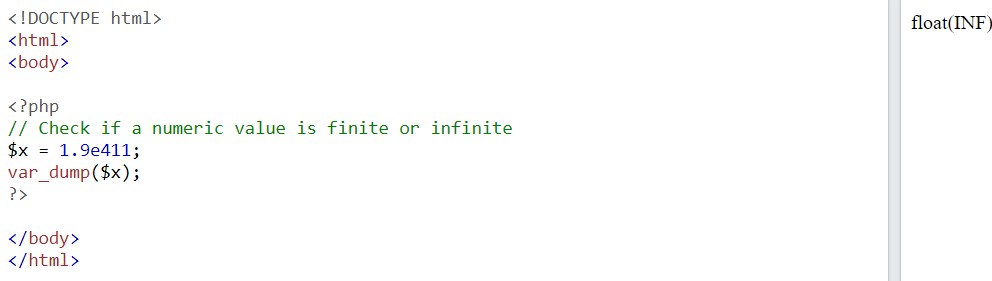 <!DOCTYPE html>
<html>
<body>
<?php
// Check if a numeric value is finite or infinite
$x = 1.9e411;
var_dump($x);
?>
</body>
</html>
float(INF)